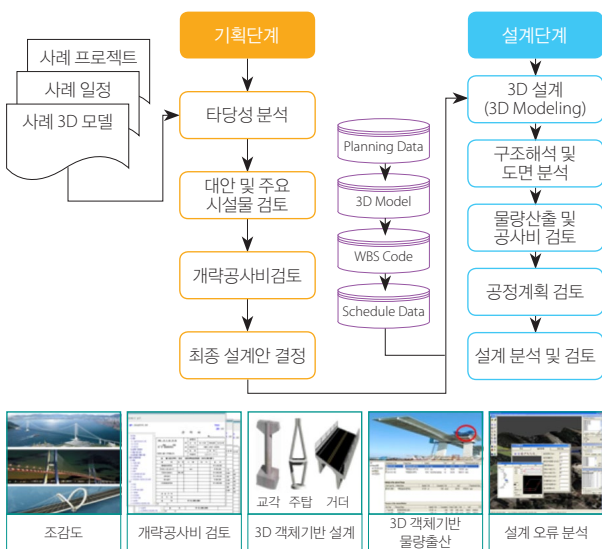 사례 프로젝트
사례 일정
사례 3D 모델
기획단계
타당성 분석
대안 및 주요
시설물 검토
개략공사비검토
최종 설계안 결정
Planning Data
3D Model
WBS Code
Schedule Data
설계단계
3D 설계
(3D Modeling)
구조해석 및
도면 분석
물량산출 및
공사비 검토
공정계획 검토
설계 분석 및 검토
조감도
개략공사비 검토
교각 주탑 거더
3D 객체기반 설계
3D 객체기반
물량출산
설계 오류 분석